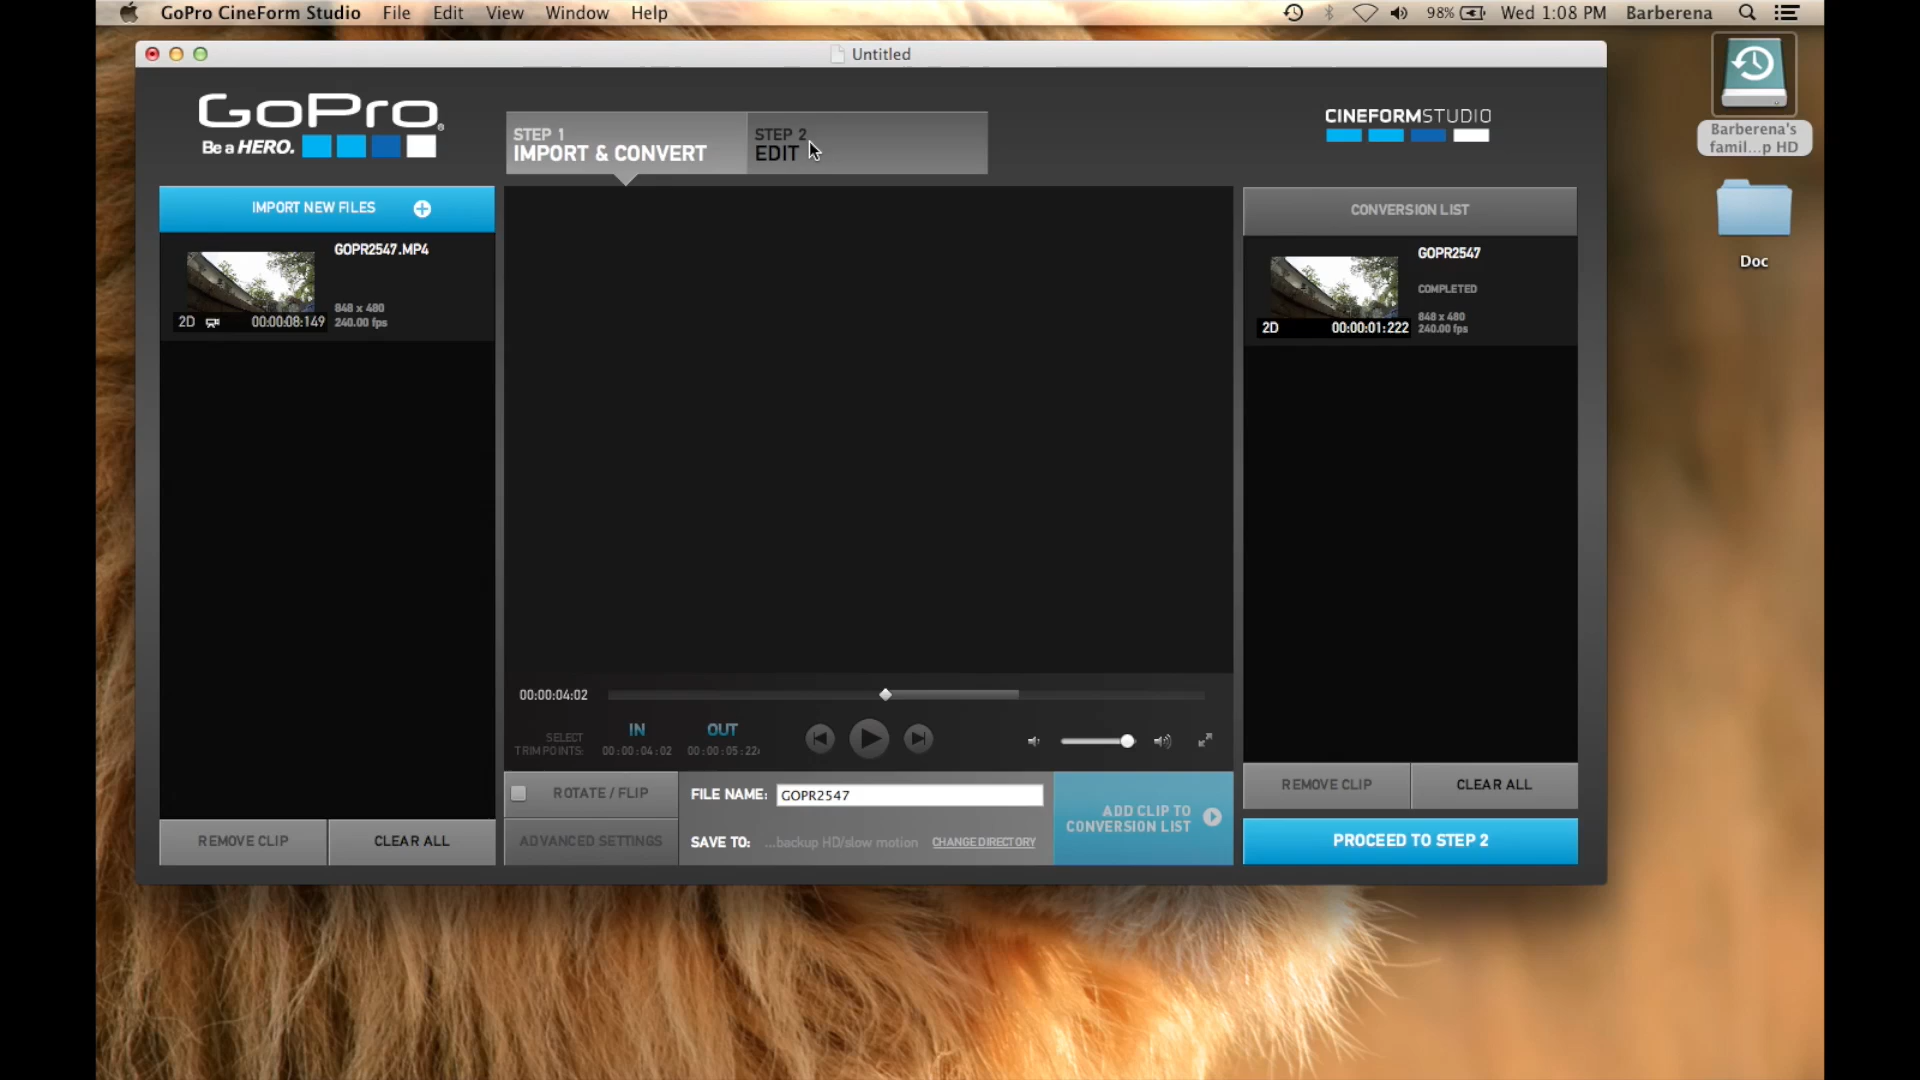 GoPro CineForm Studio File Edit View Window Help 98% Wed 1:08 PM Barberena
Untitled
GoPro
Be a HERO.
STEP 1
IMPORT & CONVERT
STEP 2
EDIT
CINEFORMSTUDIO
Barberena's
famil...p HD
Doc
IMPORT NEW FILES
GOPR2547.MP4
848 x 480
240.00 fps
2D 00:00:08:149
CONVERSION LIST
GOPR2547
COMPLETED
848 x 480
240.00 fps
2D 00:00:01:222
00:00:04:02
SELECT
TRIM POINTS:
IN
00:00:04:02
OUT
00:00:05:22
ROTATE / FLIP
ADVANCED SETTINGS
FILE NAME: GOPR2547
SAVE TO: ...backup HD/slow motion CHANGE DIRECTORY
ADD CLIP TO
CONVERSION LIST
REMOVE CLIP CLEAR ALL
REMOVE CLIP CLEAR ALL
PROCEED TO STEP 2